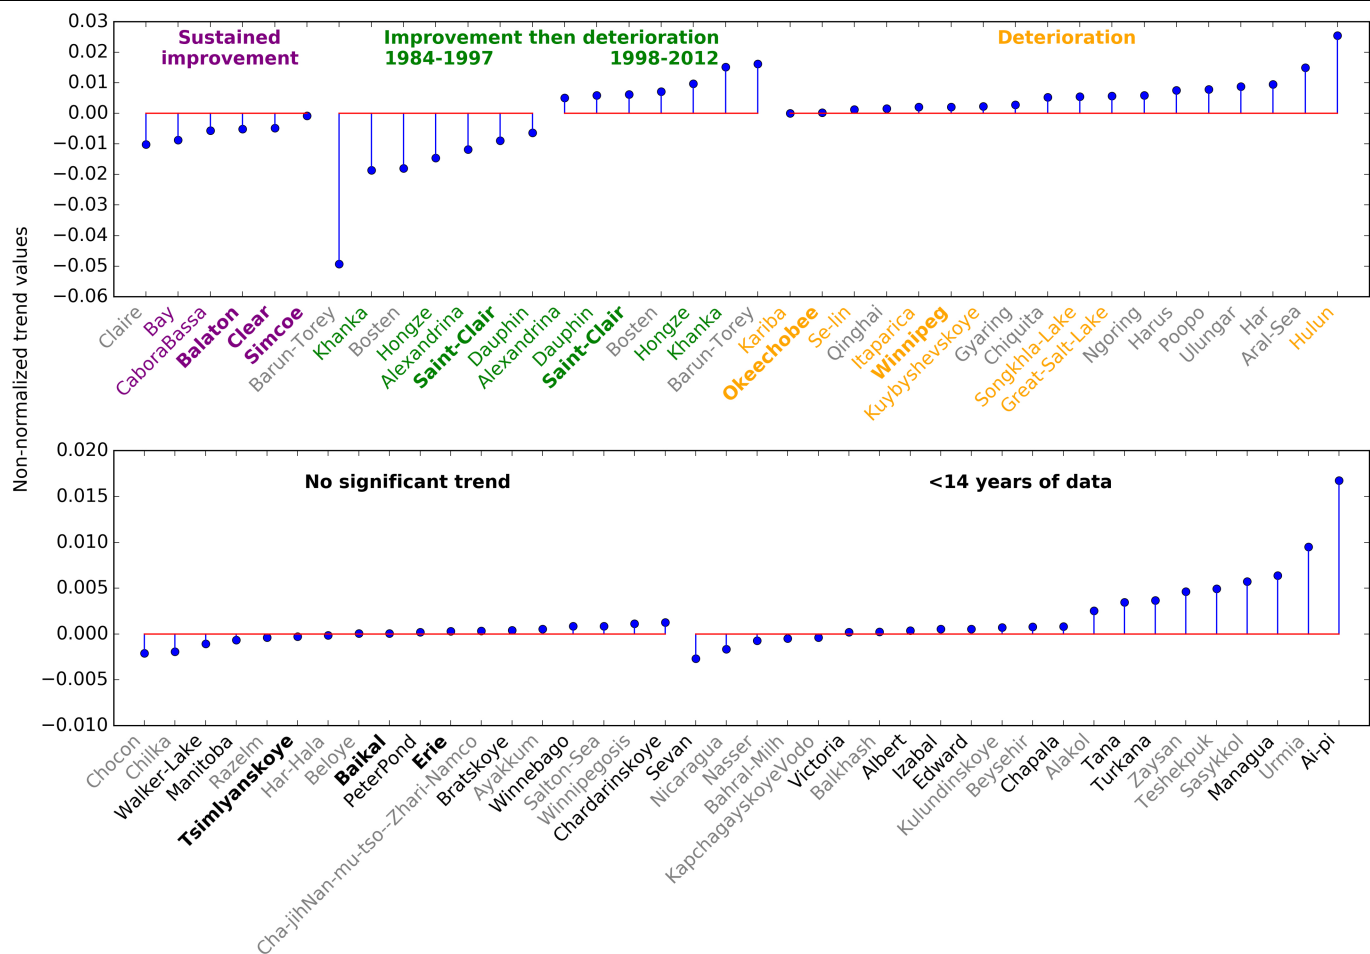 Non-normalized trend values
0.03
0.02
0.01
0.00
−0.01
−0.02
−0.03
−0.04
−0.05
−0.06
Sustained
improvement
Improvement then deterioration
1984-1997 1998-2012
Deterioration
Claire
Bay
CaboraBassa
Balaton
Clear
Simcoe
Barun-Torey
Khanka
Bosten
Hongze
Alexandrina
Saint-Clair
Dauphin
Alexandrina
Dauphin
Saint-Clair
Bosten
Hongze
Khanka
Barun-Torey
Kariba
Okeechobee
Se-lin
Qinghai
Itaparica
Winnipeg
Kuybyshevskoye
Gyaring
Chiquita
Songkhla-Lake
Great-Salt-Lake
Ngoring
Harus
Poopo
Ulungar
Har
Aral-Sea
Hulun
0.020
0.015
0.010
0.005
0.000
−0.005
−0.010
No significant trend
<14 years of data
Chocon
Chilka
Walker-Lake
Manitoba
Razelm
Tsimlyanskoye
Har-Hala
Beloye
Baikal
PeterPond
Erie
Cha-jihNan-mu-tso--Zhari-Namco
Bratskoye
Ayakkum
Winnebago
Salton-Sea
Winnipegosis
Chardarinskoye
Sevan
Nicaragua
Nasser
Bahral-Milh
KapchagayskoyeVodo
Victoria
Balkhash
Albert
Izabal
Edward
Kulundinskoye
Beysehir
Chapala
Alakol
Tana
Turkana
Zaysan
Teshekpuk
Sasykkol
Managua
Urmia
Ai-pi